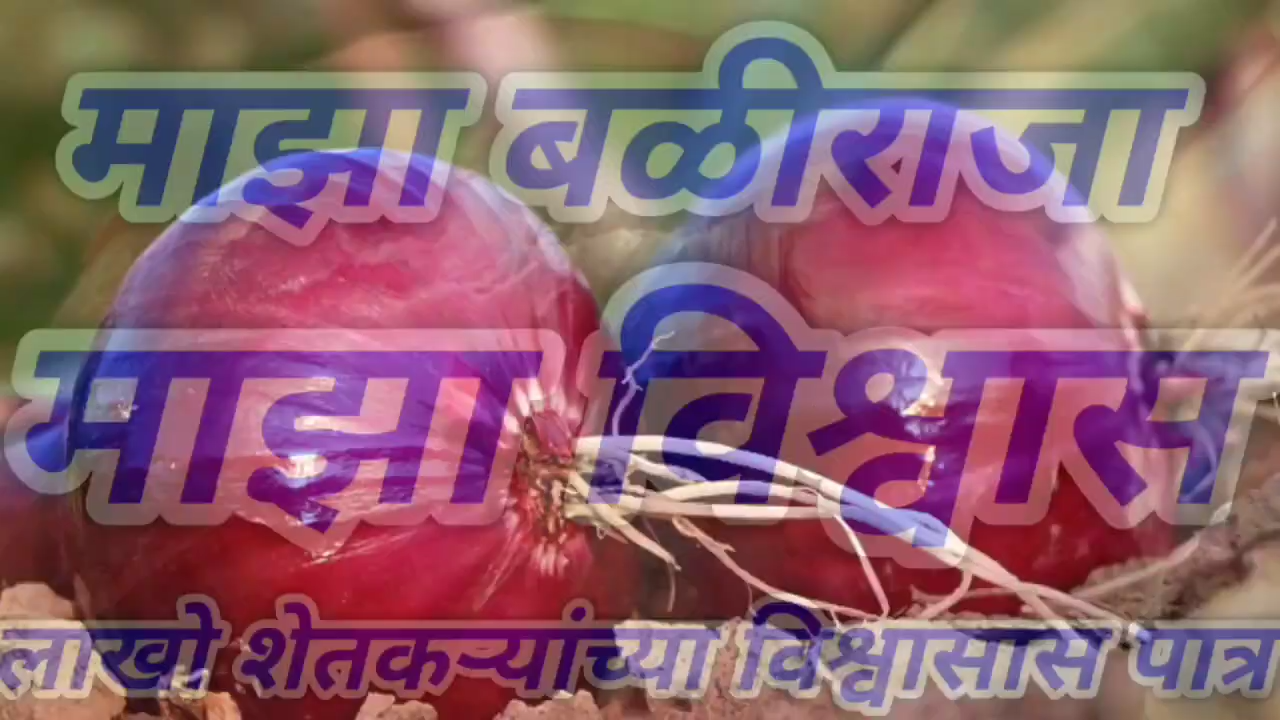 माझा बळीराजा
माझा विश्वास
लाखो शेतकऱ्यांच्या विश्वासास पात्र